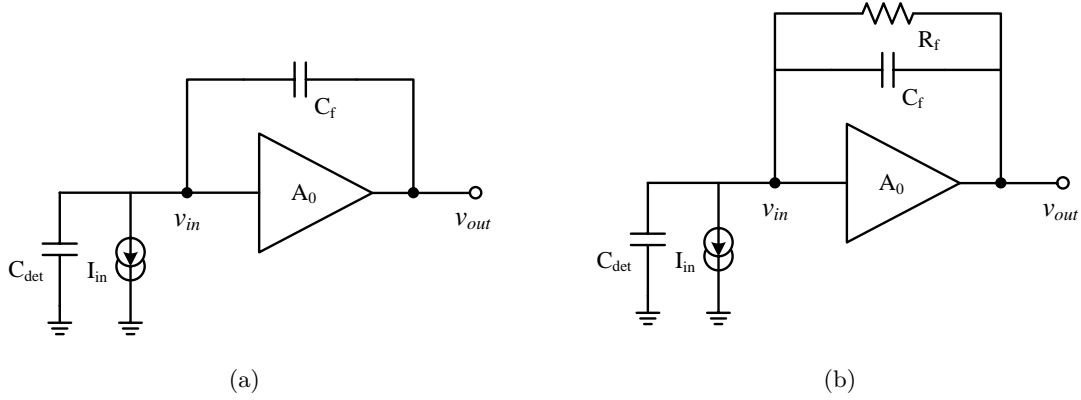 C_f
A_0
v_in
v_out
C_det
I_in
(a)
R_f
C_f
A_0
v_in
v_out
C_det
I_in
(b)